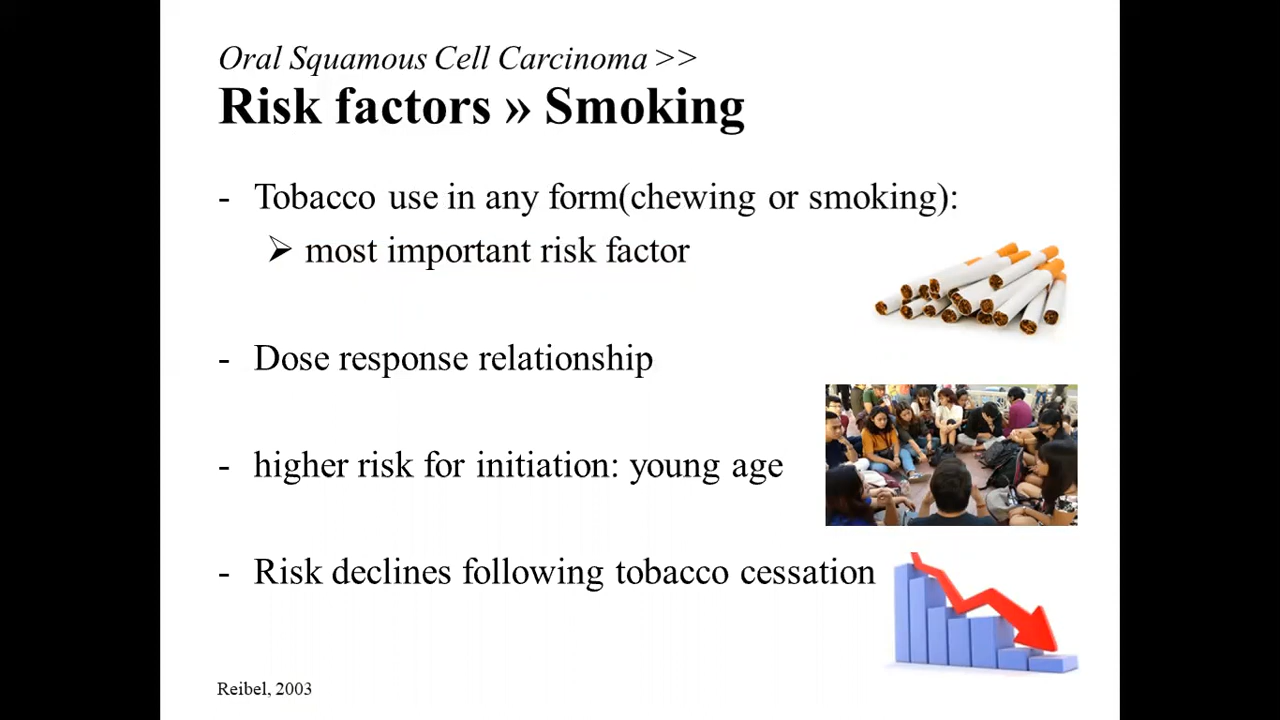 Oral Squamous Cell Carcinoma >>
Risk factors » Smoking
- Tobacco use in any form(chewing or smoking):
➢ most important risk factor
- Dose response relationship
- higher risk for initiation: young age
- Risk declines following tobacco cessation
Reibel, 2003